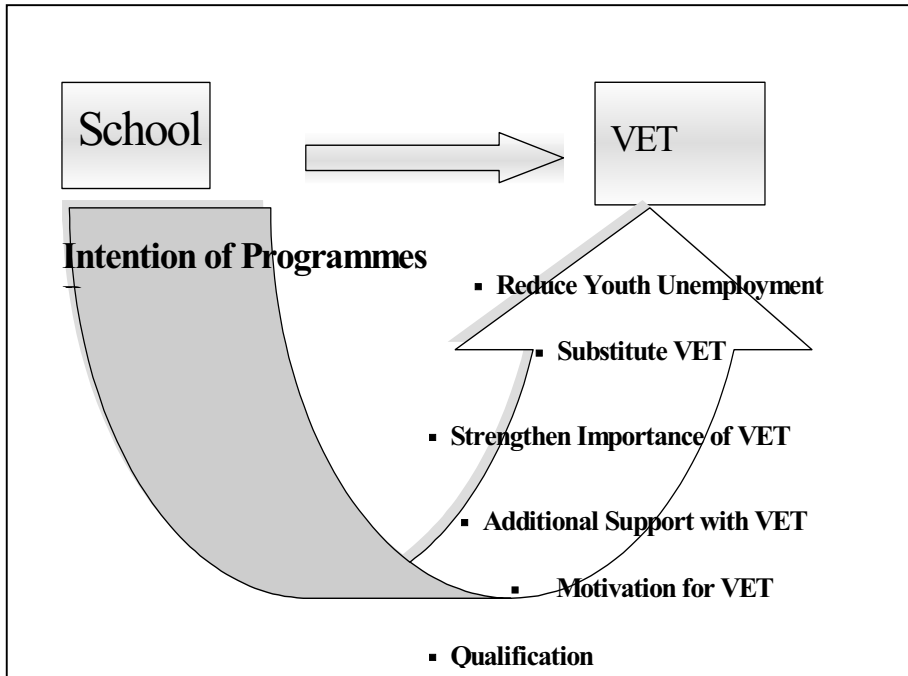 School
VET
Intention of Programmes
▪ Reduce Youth Unemployment
▪ Substitute VET
▪ Strengthen Importance of VET
▪ Additional Support with VET
▪ Motivation for VET
▪ Qualification